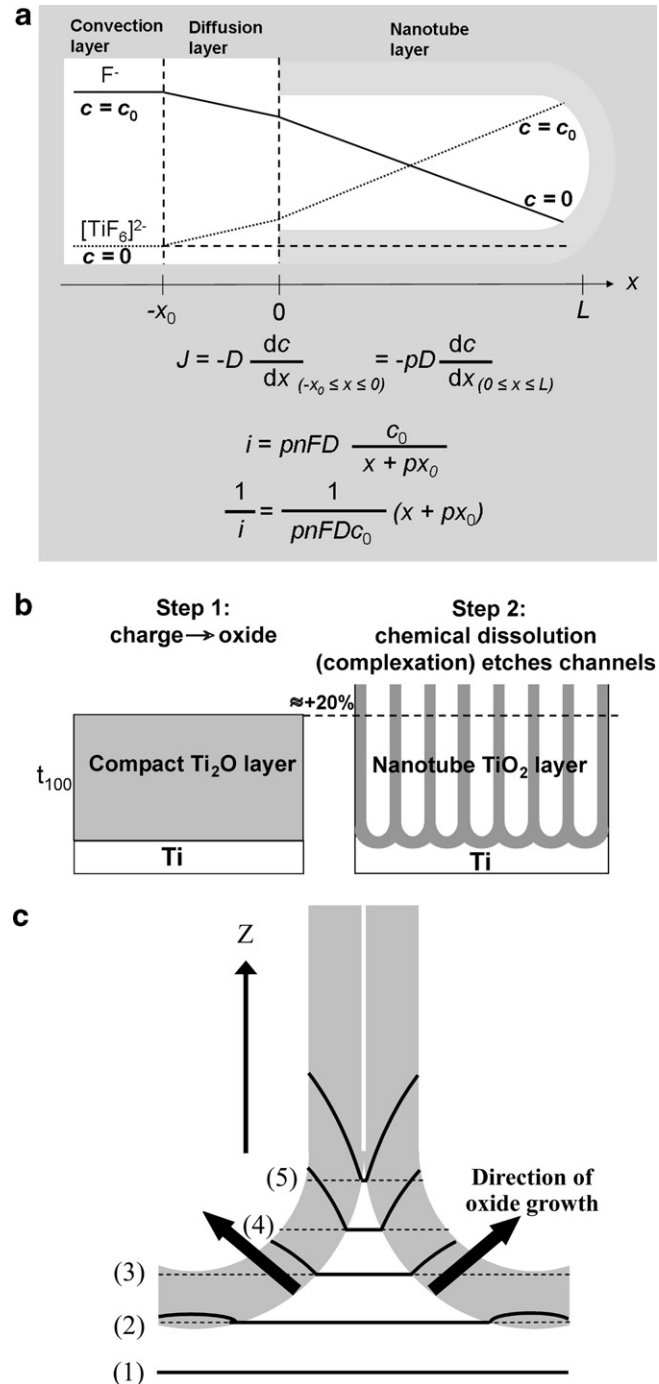 a
Convection layer
Diffusion layer
Nanotube layer
F⁻
c = c₀
c = c₀
c = 0
[TiF₆]²⁻
c = 0
-x₀
0
L
x
J = -D dc/dx (-x₀ ≤ x ≤ 0) = -pD dc/dx (0 ≤ x ≤ L)
i = pnFD c₀/(x + px₀)
1/i = 1/(pnFDc₀) (x + px₀)
b
Step 1:
charge→oxide
Step 2:
chemical dissolution
(complexation) etches channels
≈+20%
t₁₀₀
Compact Ti₂O layer
Nanotube TiO₂ layer
Ti
Ti
c
Z
(5)
Direction of
oxide growth
(4)
(3)
(2)
(1)